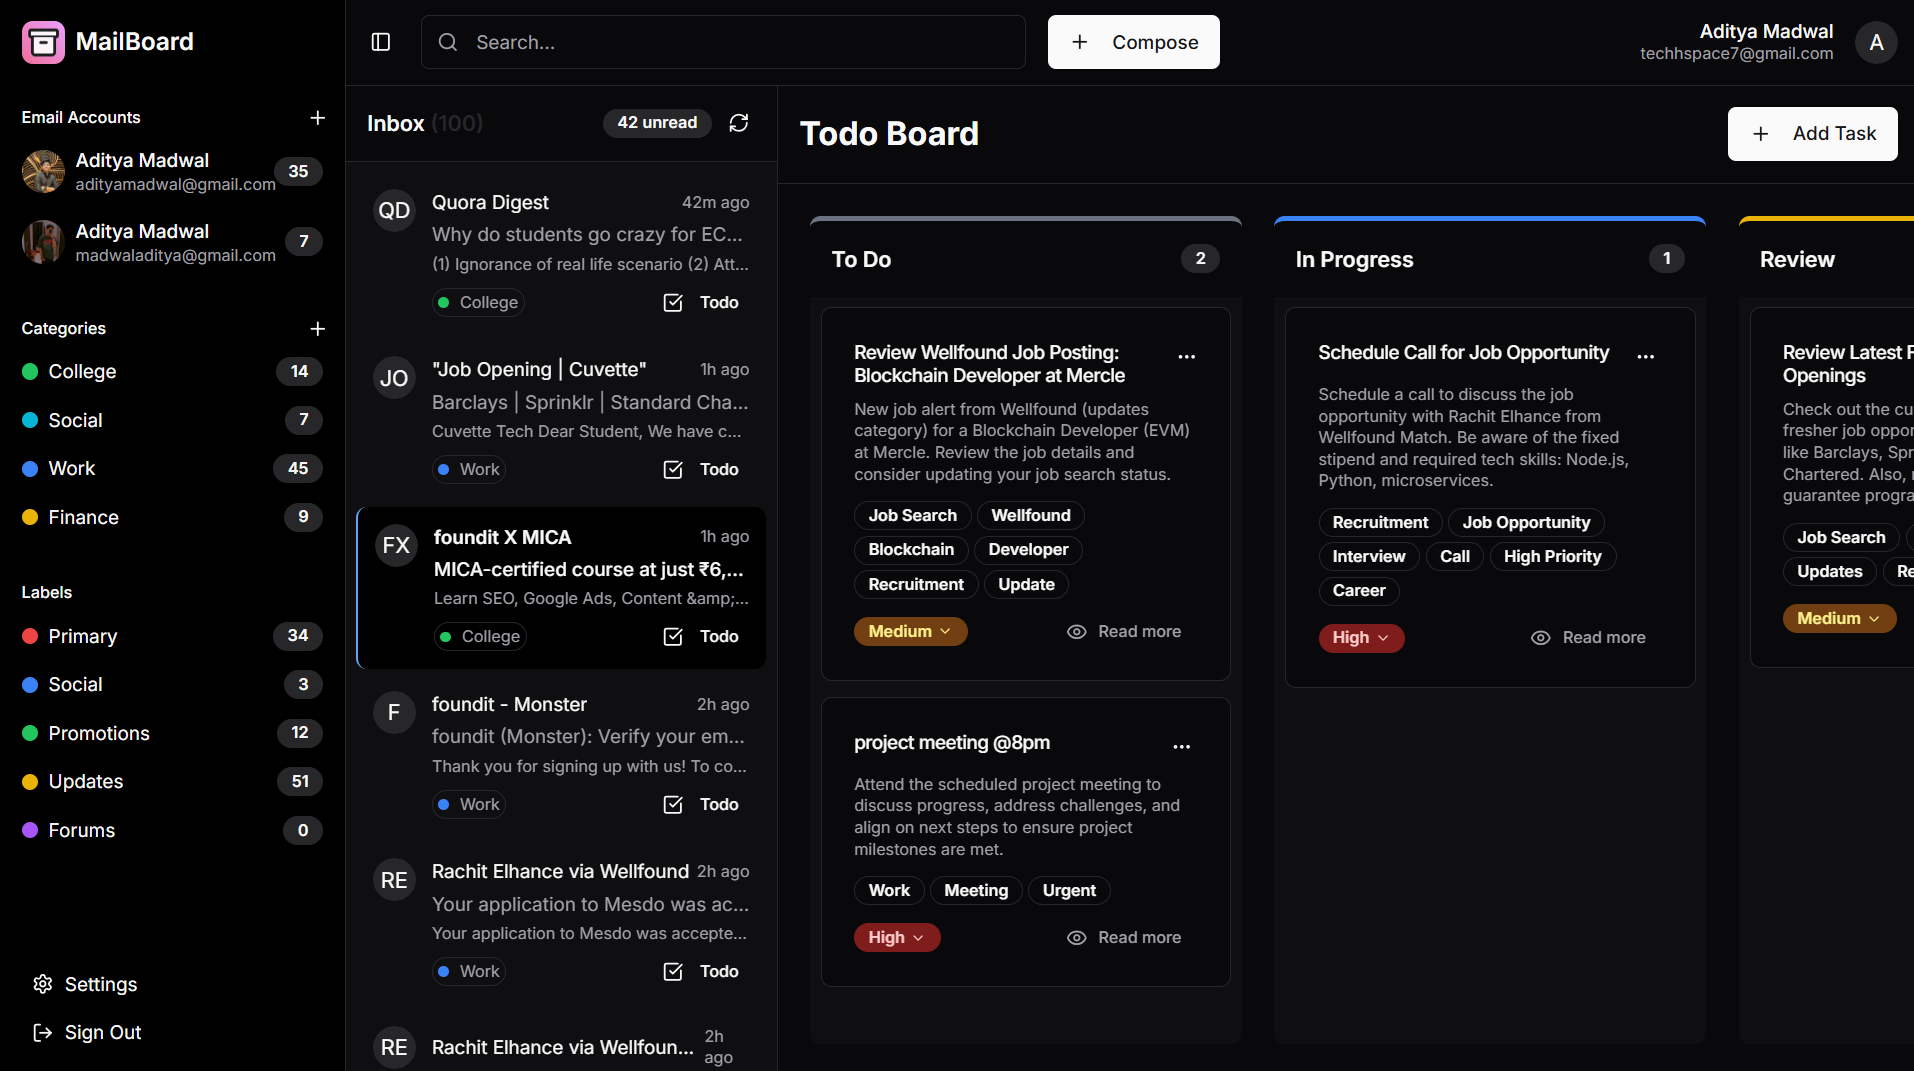 MailBoard
Search...
Compose
Aditya Madwal
techhspace7@gmail.com
A
Email Accounts
Aditya Madwal
adityamadwal@gmail.com
35
Aditya Madwal
madwaladitya@gmail.com
7
Categories
College 14
Social 7
Work 45
Finance 9
Labels
Primary 34
Social 3
Promotions 12
Updates 51
Forums 0
Settings
Sign Out
Inbox (100) 42 unread
QD
Quora Digest 42m ago
Why do students go crazy for EC...
(1) Ignorance of real life scenario (2) Att...
College Todo
JO
"Job Opening | Cuvette" 1h ago
Barclays | Sprinklr | Standard Cha...
Cuvette Tech Dear Student, We have c...
Work Todo
FX
foundit X MICA 1h ago
MICA-certified course at just ₹6,...
Learn SEO, Google Ads, Content &amp;...
College Todo
F
foundit - Monster 2h ago
foundit (Monster): Verify your em...
Thank you for signing up with us! To co...
Work Todo
RE
Rachit Elhance via Wellfound 2h ago
Your application to Mesdo was ac...
Your application to Mesdo was accepte...
Work Todo
RE
Rachit Elhance via Wellfoun... 2h ago
Todo Board
Add Task
To Do 2
Review Wellfound Job Posting:
Blockchain Developer at Mercle
New job alert from Wellfound (updates
category) for a Blockchain Developer (EVM)
at Mercle. Review the job details and
consider updating your job search status.
Job Search Wellfound
Blockchain Developer
Recruitment Update
Medium Read more
project meeting @8pm
Attend the scheduled project meeting to
discuss progress, address challenges, and
align on next steps to ensure project
milestones are met.
Work Meeting Urgent
High Read more
In Progress 1
Schedule Call for Job Opportunity
Schedule a call to discuss the job
opportunity with Rachit Elhance from
Wellfound Match. Be aware of the fixed
stipend and required tech skills: Node.js,
Python, microservices.
Recruitment Job Opportunity
Interview Call High Priority
Career
High Read more
Review
Review Latest F
Openings
Check out the cu
fresher job oppor
like Barclays, Spr
Chartered. Also, r
guarantee progra
Job Search
Updates Re
Medium